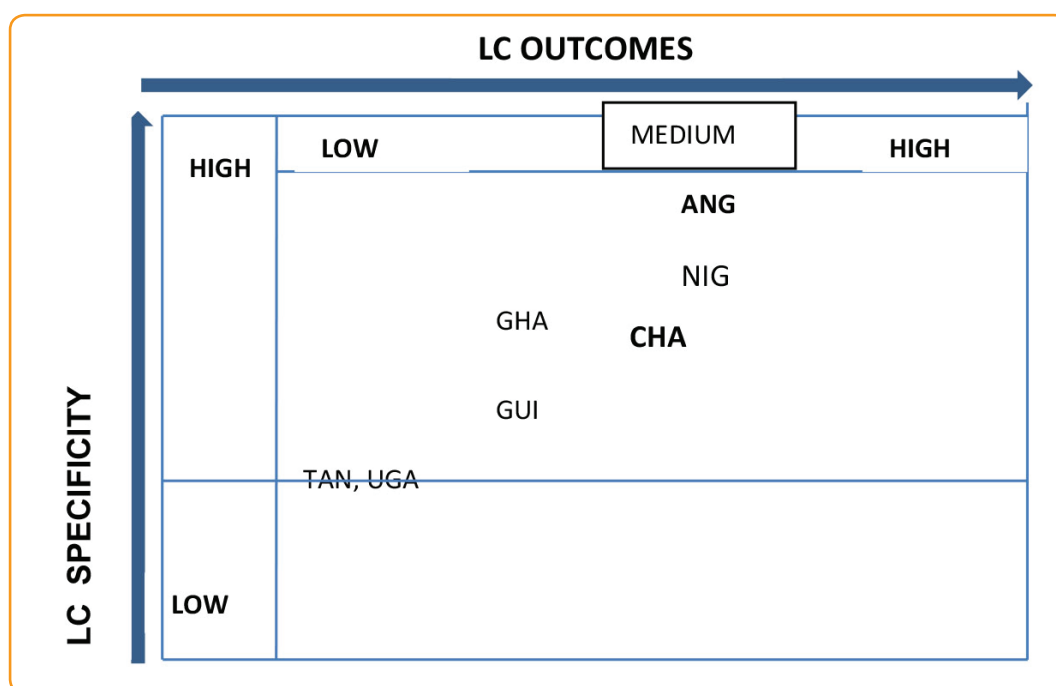 LC OUTCOMES
MEDIUM
LOW
HIGH
HIGH
ANG
NIG
GHA
CHA
GUI
TAN, UGA
LOW
LC SPECIFICITY